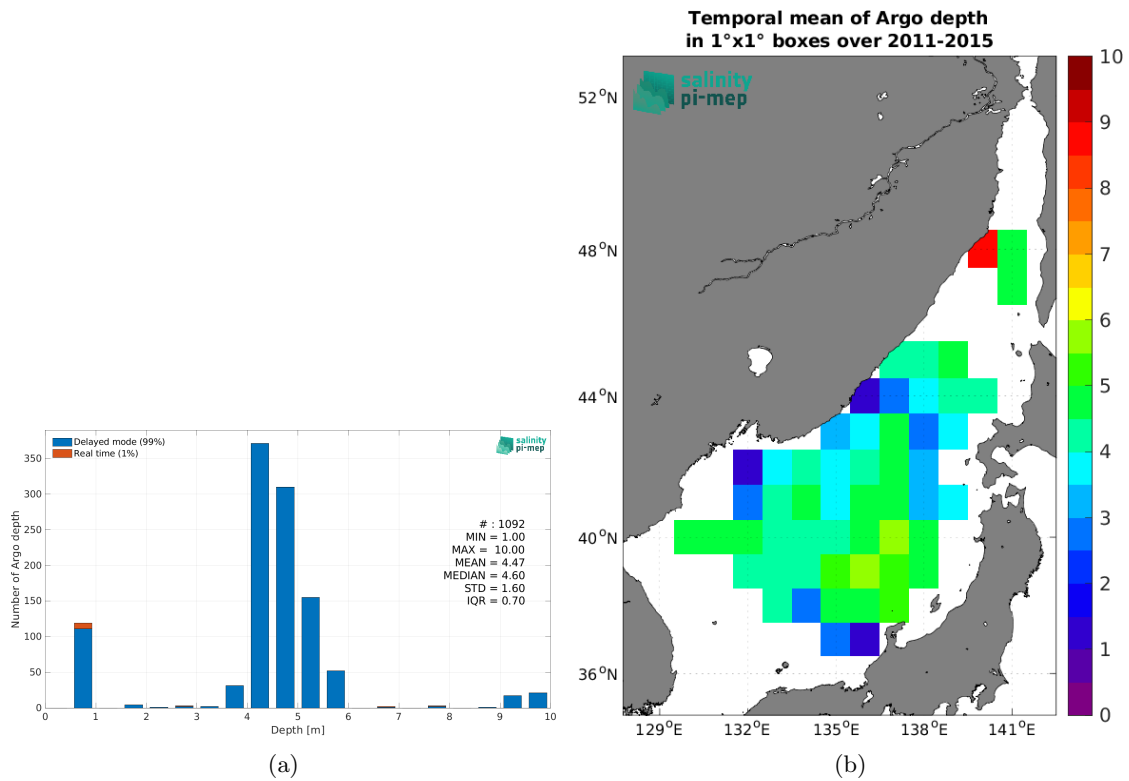 Delayed mode (99%)
Real time (1%)
salinity
pi-mep
# : 1092
MIN = 1.00
MAX = 10.00
MEAN = 4.47
MEDIAN = 4.60
STD = 1.60
IQR = 0.70
Number of Argo depth
350
300
250
200
150
100
50
0
0 1 2 3 4 5 6 7 8 9 10
Depth [m]
(a)
Temporal mean of Argo depth
in 1°x1° boxes over 2011-2015
salinity
pi-mep
52°N
48°N
44°N
40°N
36°N
129°E 132°E 135°E 138°E 141°E
10
9
8
7
6
5
4
3
2
1
0
(b)